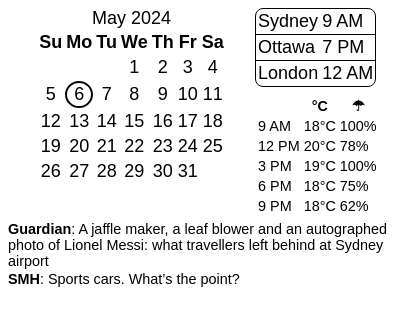 May 2024
Su Mo Tu We Th Fr Sa
1 2 3 4
5 6 7 8 9 10 11
12 13 14 15 16 17 18
19 20 21 22 23 24 25
26 27 28 29 30 31
Sydney 9 AM
Ottawa 7 PM
London 12 AM
°C ☂
9 AM 18°C 100%
12 PM 20°C 78%
3 PM 19°C 100%
6 PM 18°C 75%
9 PM 18°C 62%
Guardian: A jaffle maker, a leaf blower and an autographed
photo of Lionel Messi: what travellers left behind at Sydney
airport
SMH: Sports cars. What’s the point?